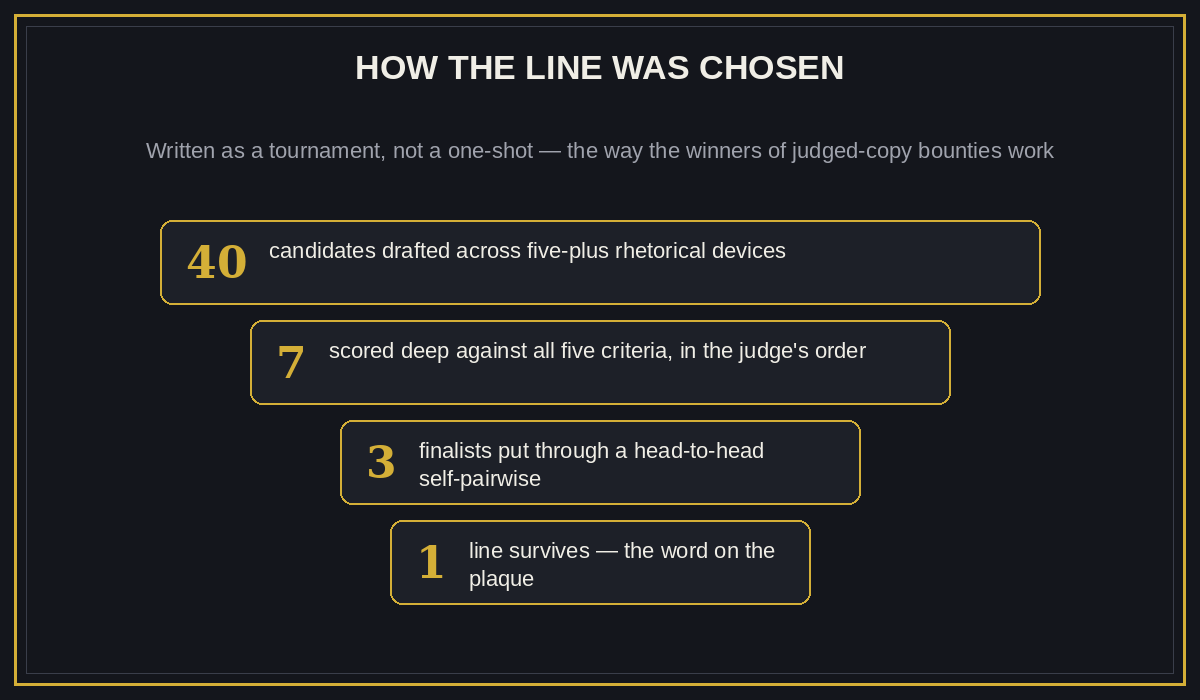 HOW THE LINE WAS CHOSEN
Written as a tournament, not a one-shot — the way the winners of judged-copy bounties work
40 candidates drafted across five-plus rhetorical devices
7 scored deep against all five criteria, in the judge's order
3 finalists put through a head-to-head
self-pairwise
1 line survives — the word on the
plaque